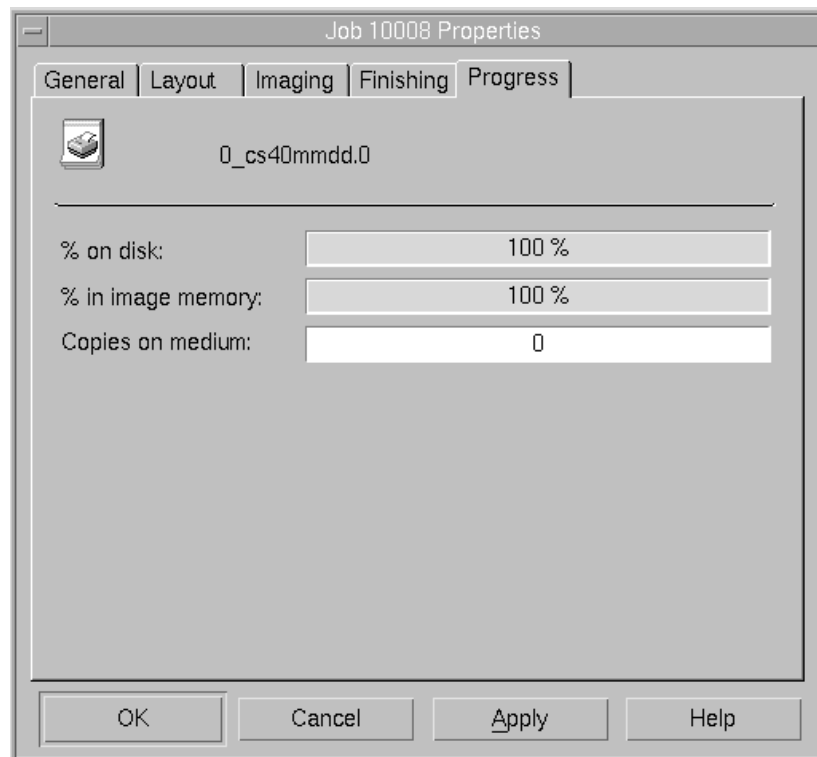 Job 10008 Properties
General Layout Imaging Finishing Progress
0_cs40mmdd.0
% on disk: 100 %
% in image memory: 100 %
Copies on medium: 0
OK Cancel Apply Help